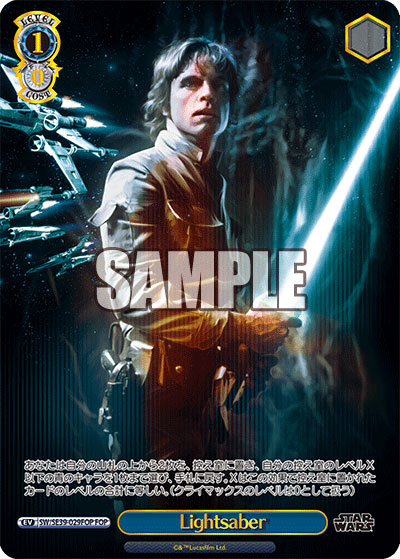 LEVEL
1
0
COST
SAMPLE
あなたは自分の山札の上から2枚を、控え室に置き、自分の控え室のレベルX
以下の青のキャラを1枚まで選び、手札に戻す。Xはこの効果で控え室に置かれた
カードのレベルの合計に等しい。(クライマックスのレベルは0として扱う)
EV SW/SE39-029FOP FOP
Lightsaber
STAR WARS
©&™Lucasfilm Ltd.